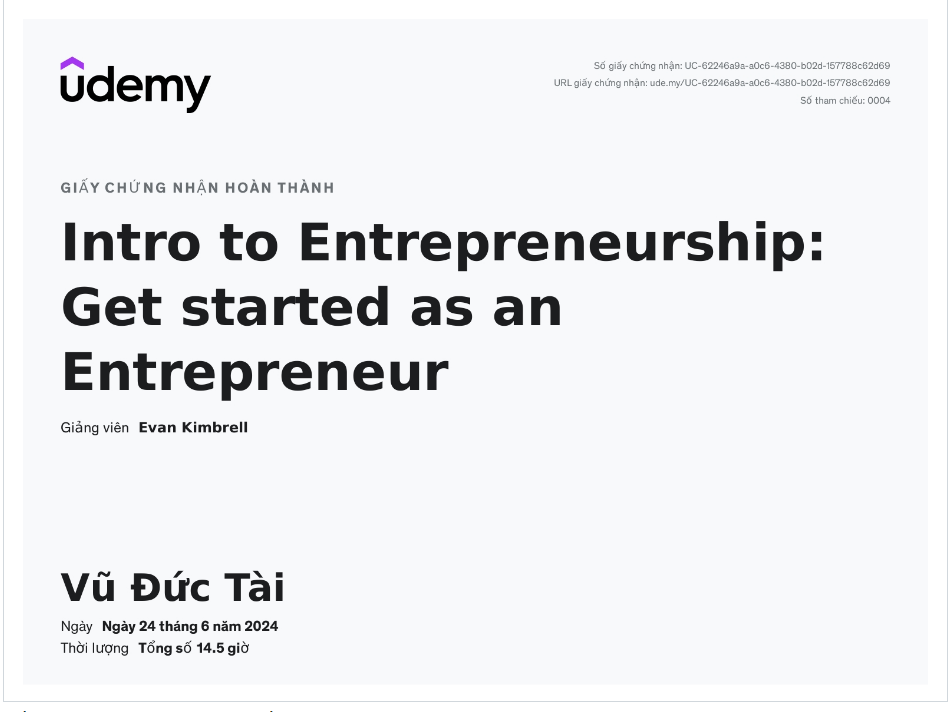 udemy
Số giấy chứng nhận: UC-62246a9a-a0c6-4380-b02d-157788c62d69
URL giấy chứng nhận: ude.my/UC-62246a9a-a0c6-4380-b02d-157788c62d69
Số tham chiếu: 0004
GIẤY CHỨNG NHẬN HOÀN THÀNH
Intro to Entrepreneurship:
Get started as an
Entrepreneur
Giảng viên Evan Kimbrell
Vũ Đức Tài
Ngày Ngày 24 tháng 6 năm 2024
Thời lượng Tổng số 14.5 giờ